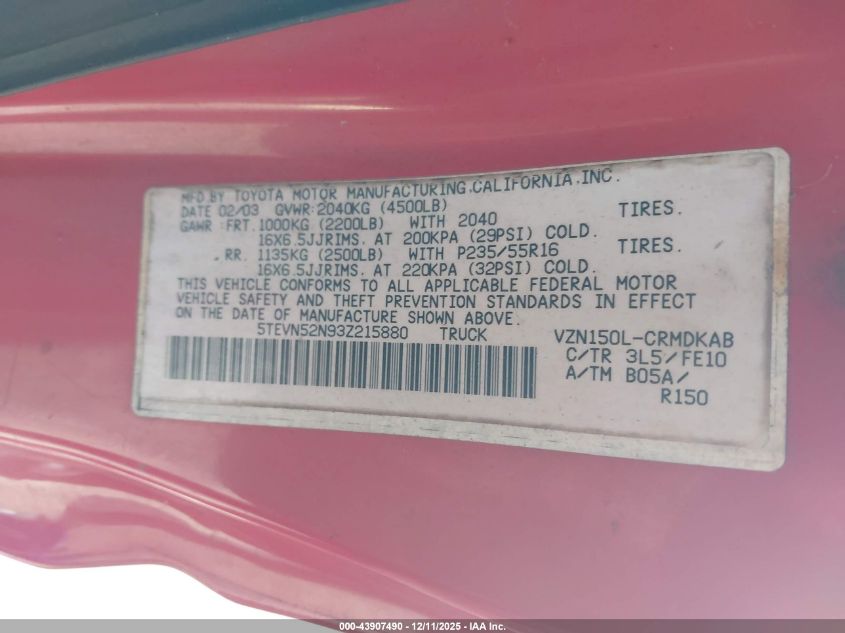 MFD BY TOYOTA MOTOR MANUFACTURING,CALIFORNIA,INC.
DATE 02/03 GVWR:2040KG (4500LB)
GAWR :FRT.1000KG (2200LB) WITH 2040 TIRES.
16X6.5JJRIMS. AT 200KPA (29PSI) COLD.
.RR. 1135KG (2500LB) WITH P235/55R16 TIRES.
16X6.5JJRIMS. AT 220KPA (32PSI) COLD.
THIS VEHICLE CONFORMS TO ALL APPLICABLE FEDERAL MOTOR
VEHICLE SAFETY AND THEFT PREVENTION STANDARDS IN EFFECT
ON THE DATE OF MANUFACTURE SHOWN ABOVE.
5TEVN52N93Z215880 TRUCK VZN150L-CRMDKAB
C/TR 3L5/FE10
A/TM B05A/
R150
000-43907490 - 12/11/2025 - IAA Inc.